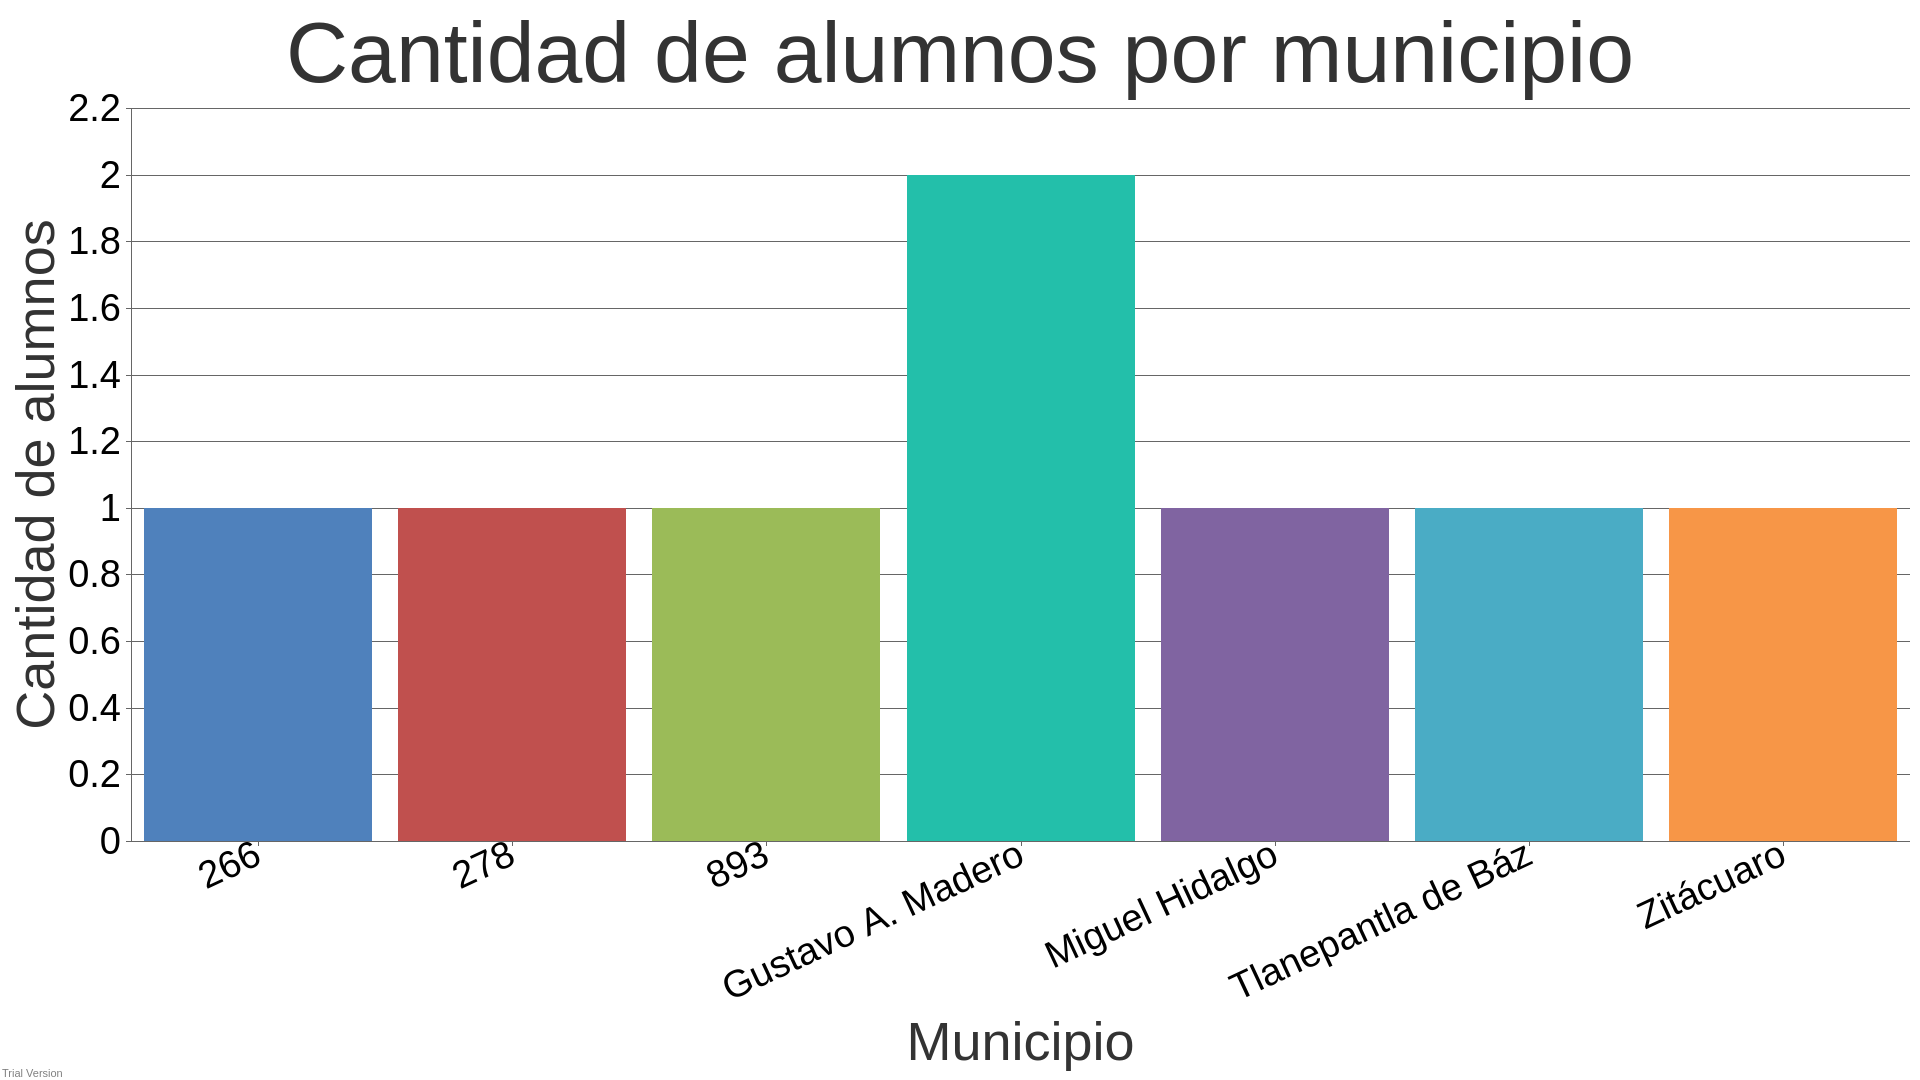 Cantidad de alumnos por municipio
Cantidad de alumnos
2.2
2
1.8
1.6
1.4
1.2
1
0.8
0.6
0.4
0.2
0
266
278
893
Gustavo A. Madero
Miguel Hidalgo
Tlanepantla de Báz
Zitácuaro
Municipio
Trial Version